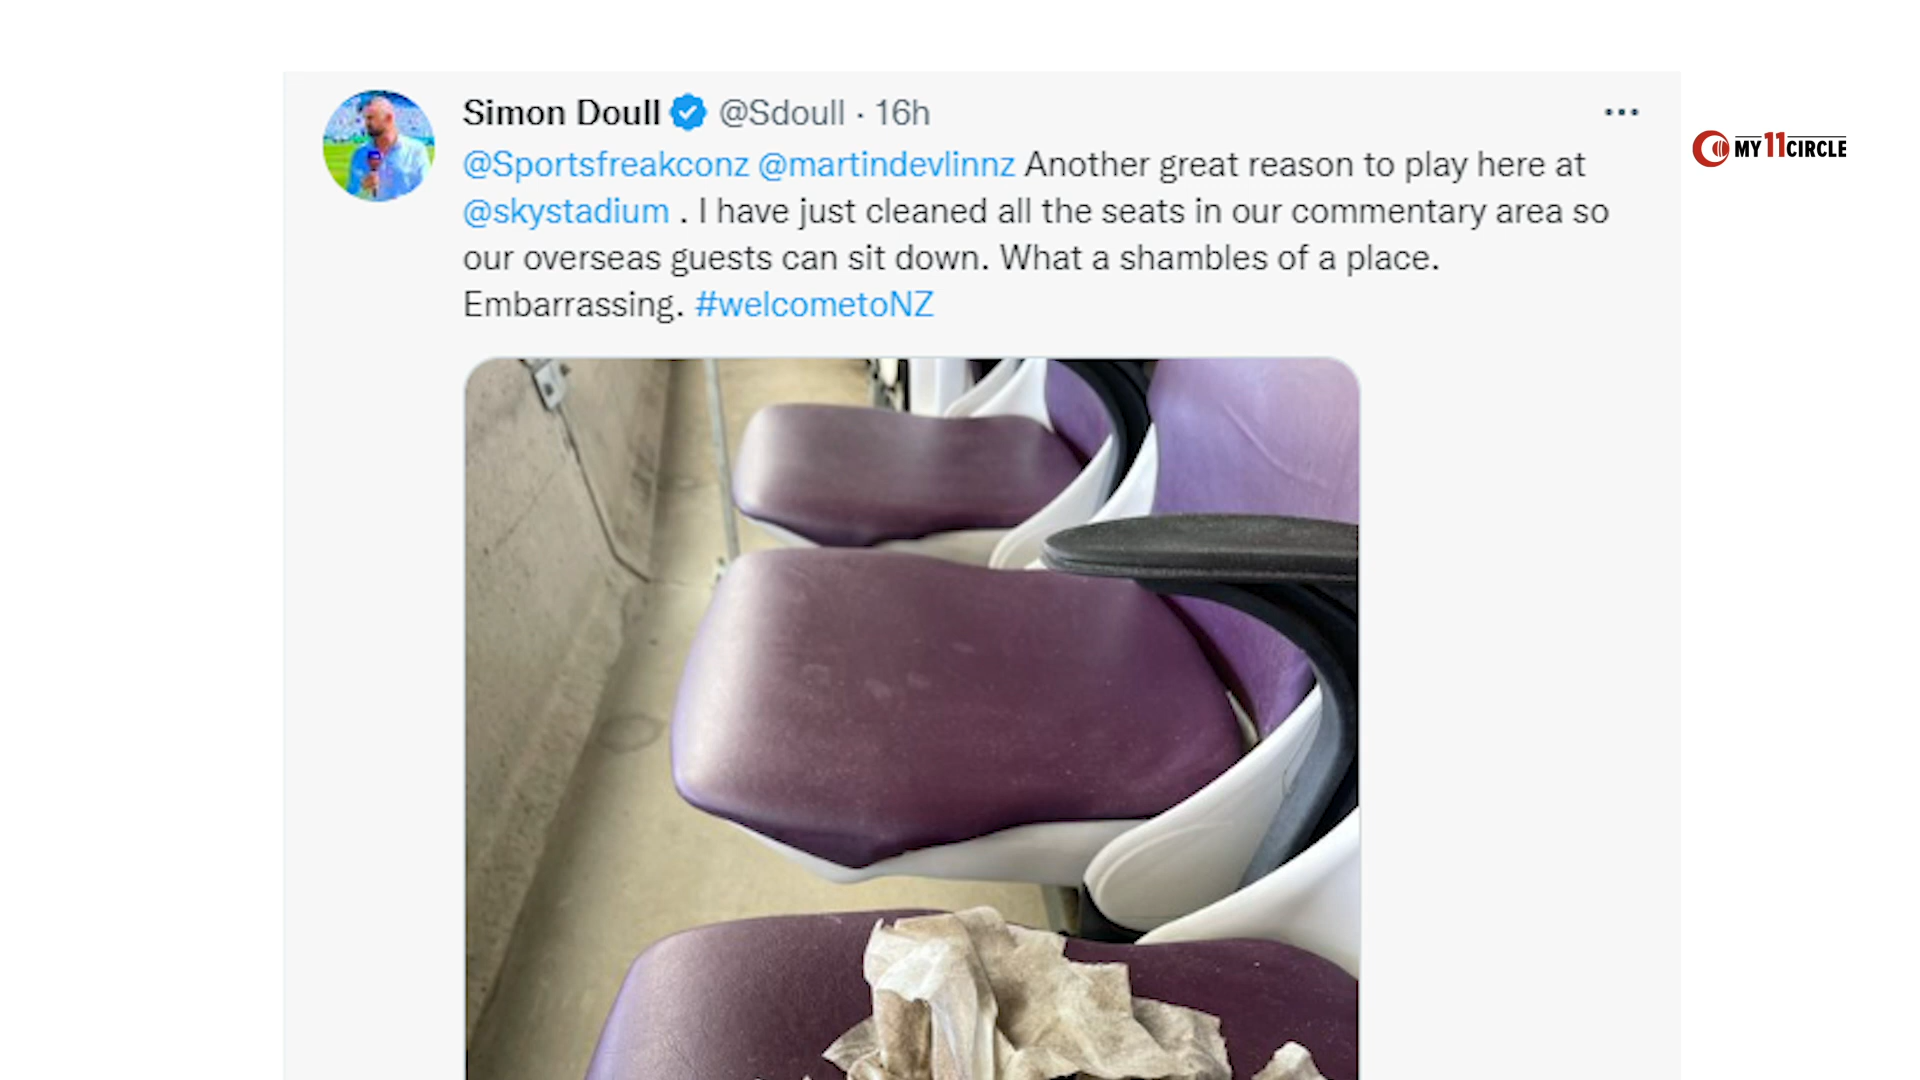 Simon Doull @Sdoull · 16h
@Sportsfreakconz @martindevlinnz Another great reason to play here at
@skystadium . I have just cleaned all the seats in our commentary area so
our overseas guests can sit down. What a shambles of a place.
Embarrassing. #welcometoNZ
MY11CIRCLE